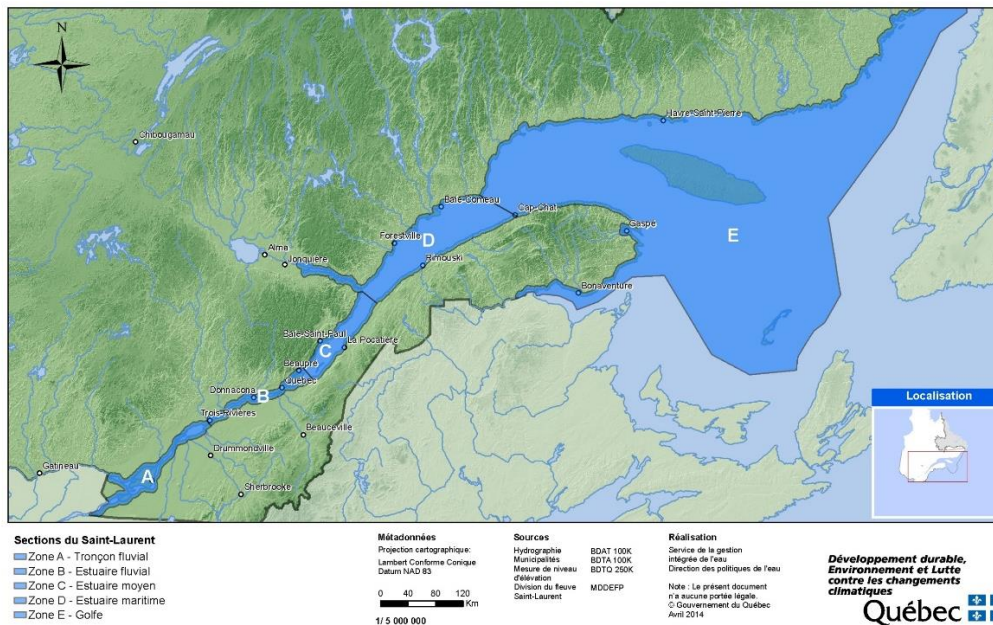 N
Chibougamau
Havre-Saint-Pierre
Baie-Comeau
Cap-Chat
Gaspé
Forestville
D
E
Alma
Jonquière
Rimouski
Bonaventure
Baie-Saint-Paul
La Pocatière
C
Beaupré
Donnacona
Québec
B
Trois-Rivières
Beauceville
Drummondville
Gatineau
A
Sherbrooke
Localisation
Sections du Saint-Laurent
Zone A - Tronçon fluvial
Zone B - Estuaire fluvial
Zone C - Estuaire moyen
Zone D - Estuaire maritime
Zone E - Golfe
Métadonnées
Projection cartographique:
Lambert Conforme Conique
Datum NAD 83
0 40 80 120
Km
1/ 5 000 000
Sources
Hydrographie BDAT 100K
Municipalités BDTA 100K
Mesure de niveau BDTQ 250K
d'élévation
Division du fleuve MDDEFP
Saint-Laurent
Réalisation
Service de la gestion
intégrée de l'eau
Direction des politiques de l'eau
Note : Le présent document
n'a aucune portée légale.
© Gouvernement du Québec
Avril 2014
Développement durable,
Environnement et Lutte
contre les changements
climatiques
Québec